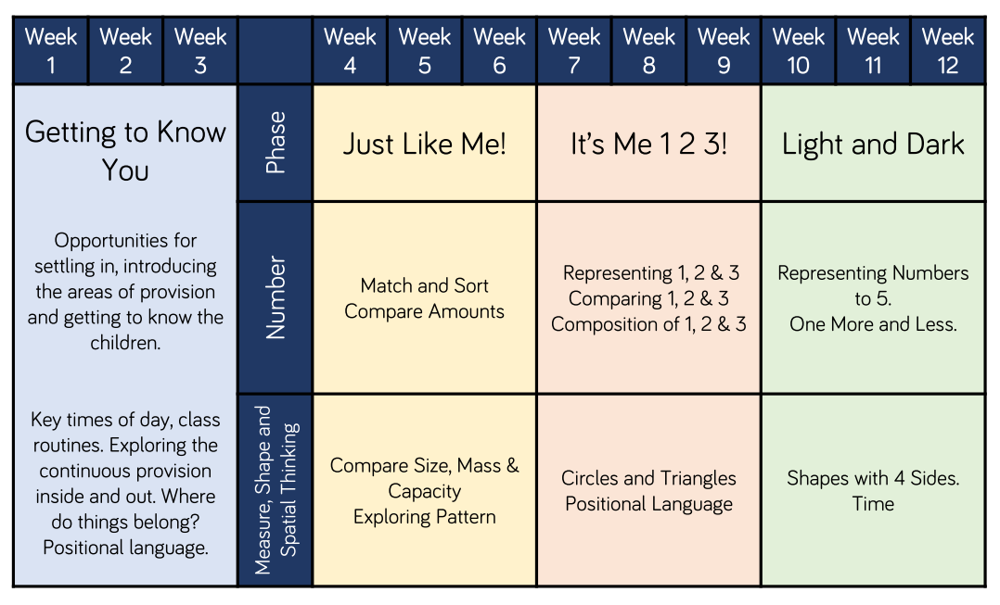 Week 1
Week 2
Week 3
Week 4
Week 5
Week 6
Week 7
Week 8
Week 9
Week 10
Week 11
Week 12
Getting to Know
You
Opportunities for
settling in, introducing
the areas of provision
and getting to know the
children.
Key times of day, class
routines. Exploring the
continuous provision
inside and out. Where
do things belong?
Positional language.
Phase
Just Like Me!
It’s Me 1 2 3!
Light and Dark
Number
Match and Sort
Compare Amounts
Representing 1, 2 & 3
Comparing 1, 2 & 3
Composition of 1, 2 & 3
Representing Numbers
to 5.
One More and Less.
Measure, Shape and
Spatial Thinking
Compare Size, Mass &
Capacity
Exploring Pattern
Circles and Triangles
Positional Language
Shapes with 4 Sides.
Time